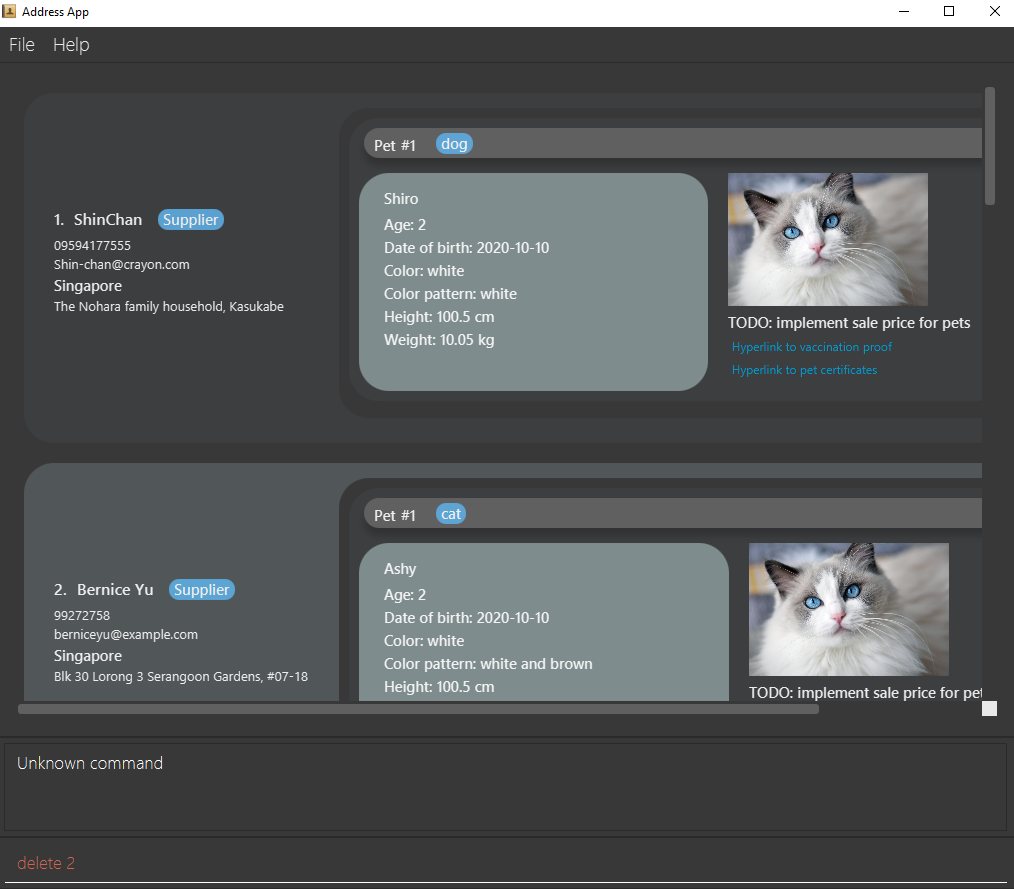 Address App
File Help
1. ShinChan Supplier
09594177555
Shin-chan@crayon.com
Singapore
The Nohara family household, Kasukabe
Pet #1 dog
Shiro
Age: 2
Date of birth: 2020-10-10
Color: white
Color pattern: white
Height: 100.5 cm
Weight: 10.05 kg
TODO: implement sale price for pets
Hyperlink to vaccination proof
Hyperlink to pet certificates
2. Bernice Yu Supplier
99272758
berniceyu@example.com
Singapore
Blk 30 Lorong 3 Serangoon Gardens, #07-18
Pet #1 cat
Ashy
Age: 2
Date of birth: 2020-10-10
Color: white
Color pattern: white and brown
Height: 100.5 cm
TODO: implement sale price for pet
Unknown command
delete 2